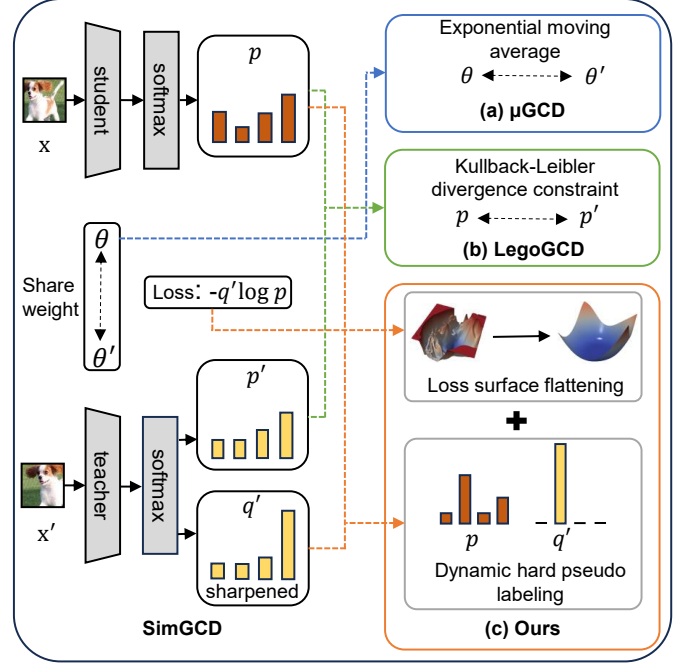 x
student
softmax
p
Exponential moving
average
θ
θ′
(a) μGCD
Kullback-Leibler
divergence constraint
p
p′
(b) LegoGCD
Share
weight
θ
θ′
Loss: -q′ log p
Loss surface flattening
+
p
q′
Dynamic hard pseudo
labeling
(c) Ours
x′
teacher
softmax
p′
q′
sharpened
SimGCD